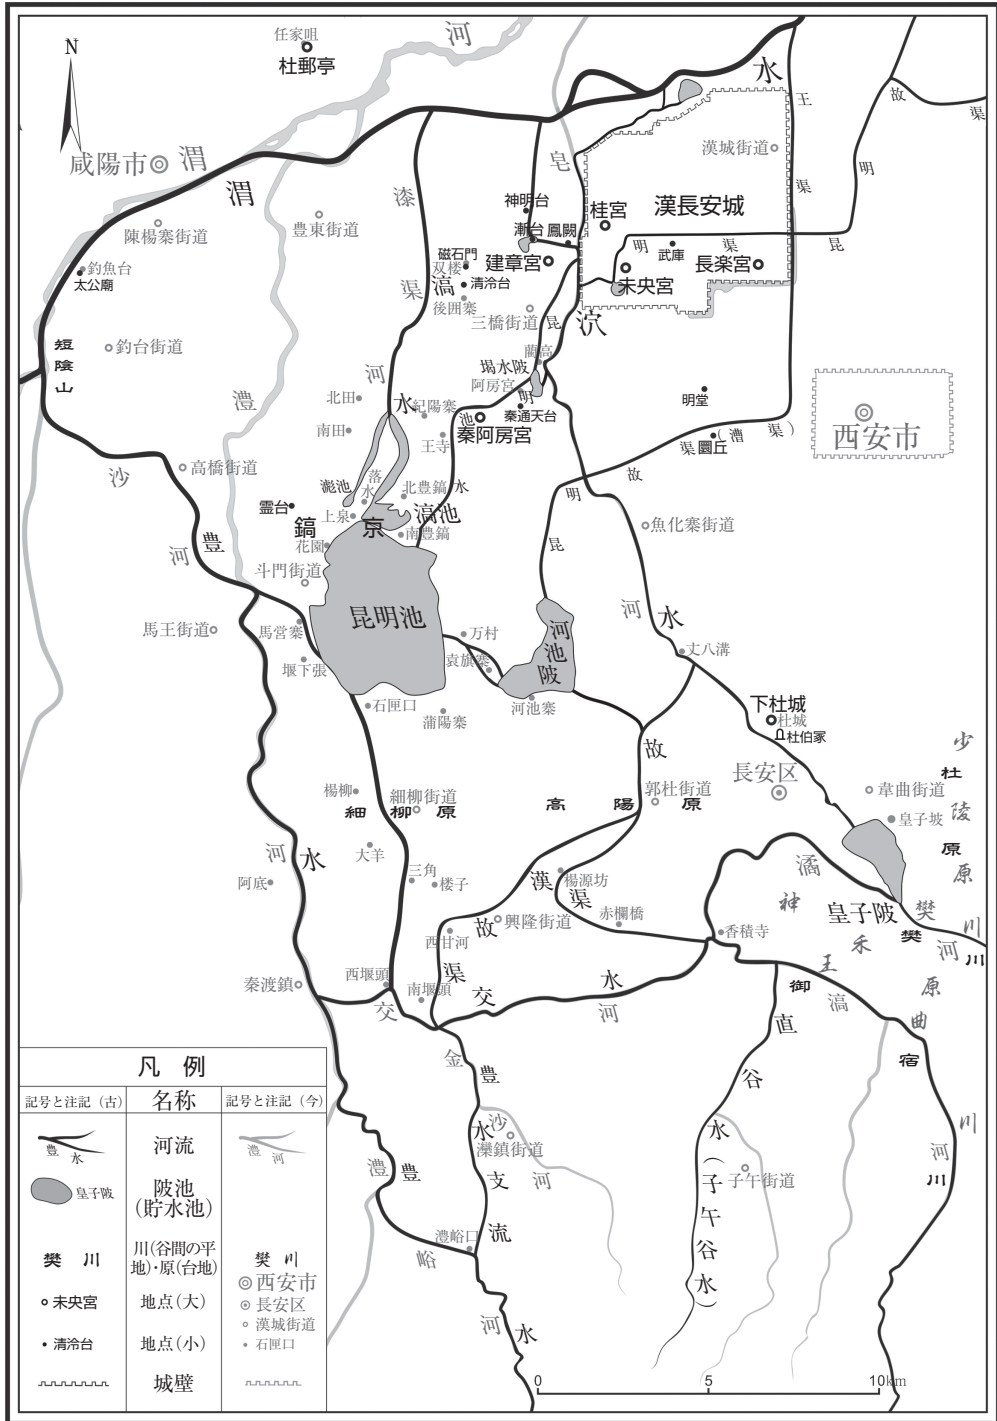 N
任家咀
杜郵亭
河
水
王
渠
故
渠
明
昆
咸陽市
渭
渭
漢城街道
皂
漆
渠
神明台
桂宮
漢長安城
漸台
鳳闕
明
渠
武庫
建章宮
未央宮
長楽宮
豊東街道
陳楊寨街道
釣魚台
太公廟
磁石門
双楼
滈
清冷台
後囲寨
三橋街道
昆
泬
短陰山
釣台街道
蘭高
堨水陂
阿房宮
明
秦通天台
池
秦阿房宮
明堂
渠
圜丘
(漕渠)
西安市
灃
河
水
北田
紀陽寨
南田
王寺
沙
高橋街道
滮池
落
水
北豊鎬
水
明
故
霊台
上泉
滈池
鎬京
南豊鎬
花園
昆
魚化寨街道
河
豊
斗門街道
昆明池
河池陂
河
水
馬王街道
馬営寨
万村
丈八溝
堰下張
袁旗寨
石匣口
河池寨
蒲陽寨
下杜城
杜城
杜伯冢
故
長安区
少陵原
杜原
楊柳
細柳街道
細柳原
高陽原
郭杜街道
韋曲街道
皇子坡
河
水
大羊
阿底
三角
楼子
漢
渠
楊源坊
潏
神禾原
皇子陂
樊川
樊川
河
故
渠
興隆街道
赤欄橋
西甘河
香積寺
王
秦渡鎮
西堰頭
南堰頭
交
交
水
河
御宿川
滈
曲
川
河
金
豊
直
谷
水
(子午谷水)
沙
河
灤鎮街道
子午街道
水
支
流
灃
豊
灃峪口
峪
河
水
凡 例
記号と注記(古)
名称
記号と注記(今)
豊水
河流
灃河
皇子陂
陂池
(貯水池)
樊川
川(谷間の平
地)・原(台地)
樊川
西安市
長安区
未央宮
地点(大)
漢城街道
清冷台
地点(小)
石匣口
城壁
0
5
10km